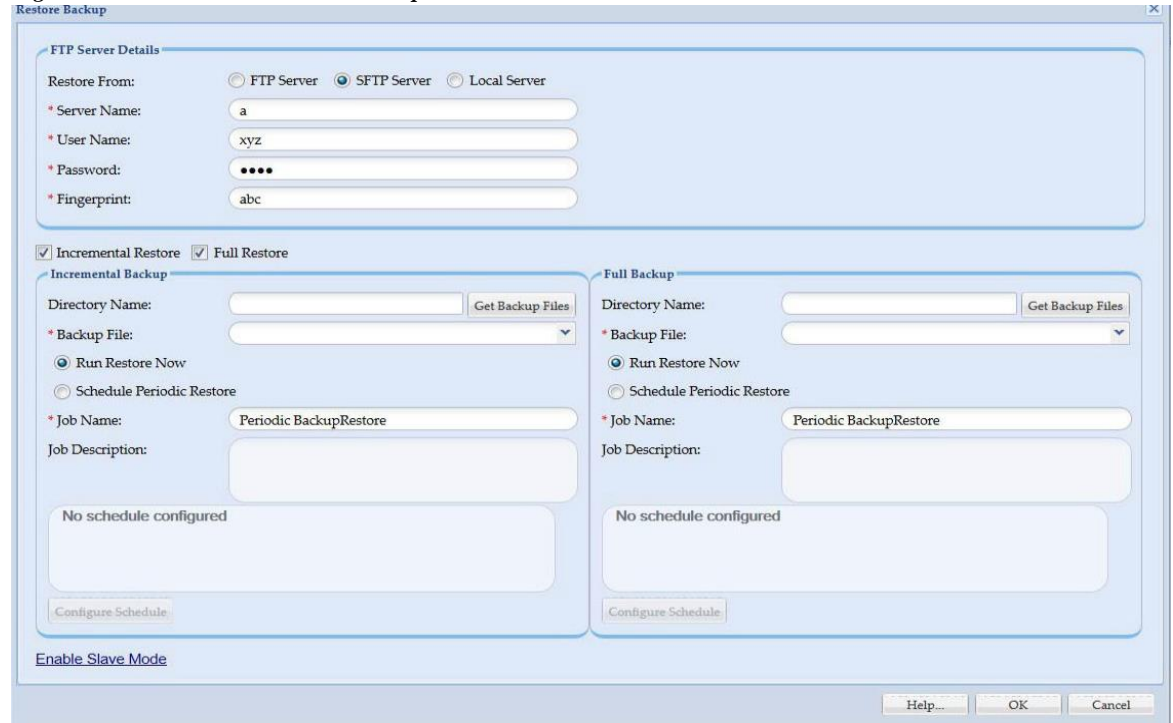 Restore Backup
FTP Server Details
Restore From: FTP Server SFTP Server Local Server
* Server Name: a
* User Name: xyz
* Password: ●●●●
* Fingerprint: abc
Incremental Restore Full Restore
Incremental Backup
Directory Name: Get Backup Files
* Backup File:
Run Restore Now
Schedule Periodic Restore
* Job Name: Periodic BackupRestore
Job Description:
No schedule configured
Configure Schedule
Full Backup
Directory Name: Get Backup Files
* Backup File:
Run Restore Now
Schedule Periodic Restore
* Job Name: Periodic BackupRestore
Job Description:
No schedule configured
Configure Schedule
Enable Slave Mode
Help... OK Cancel